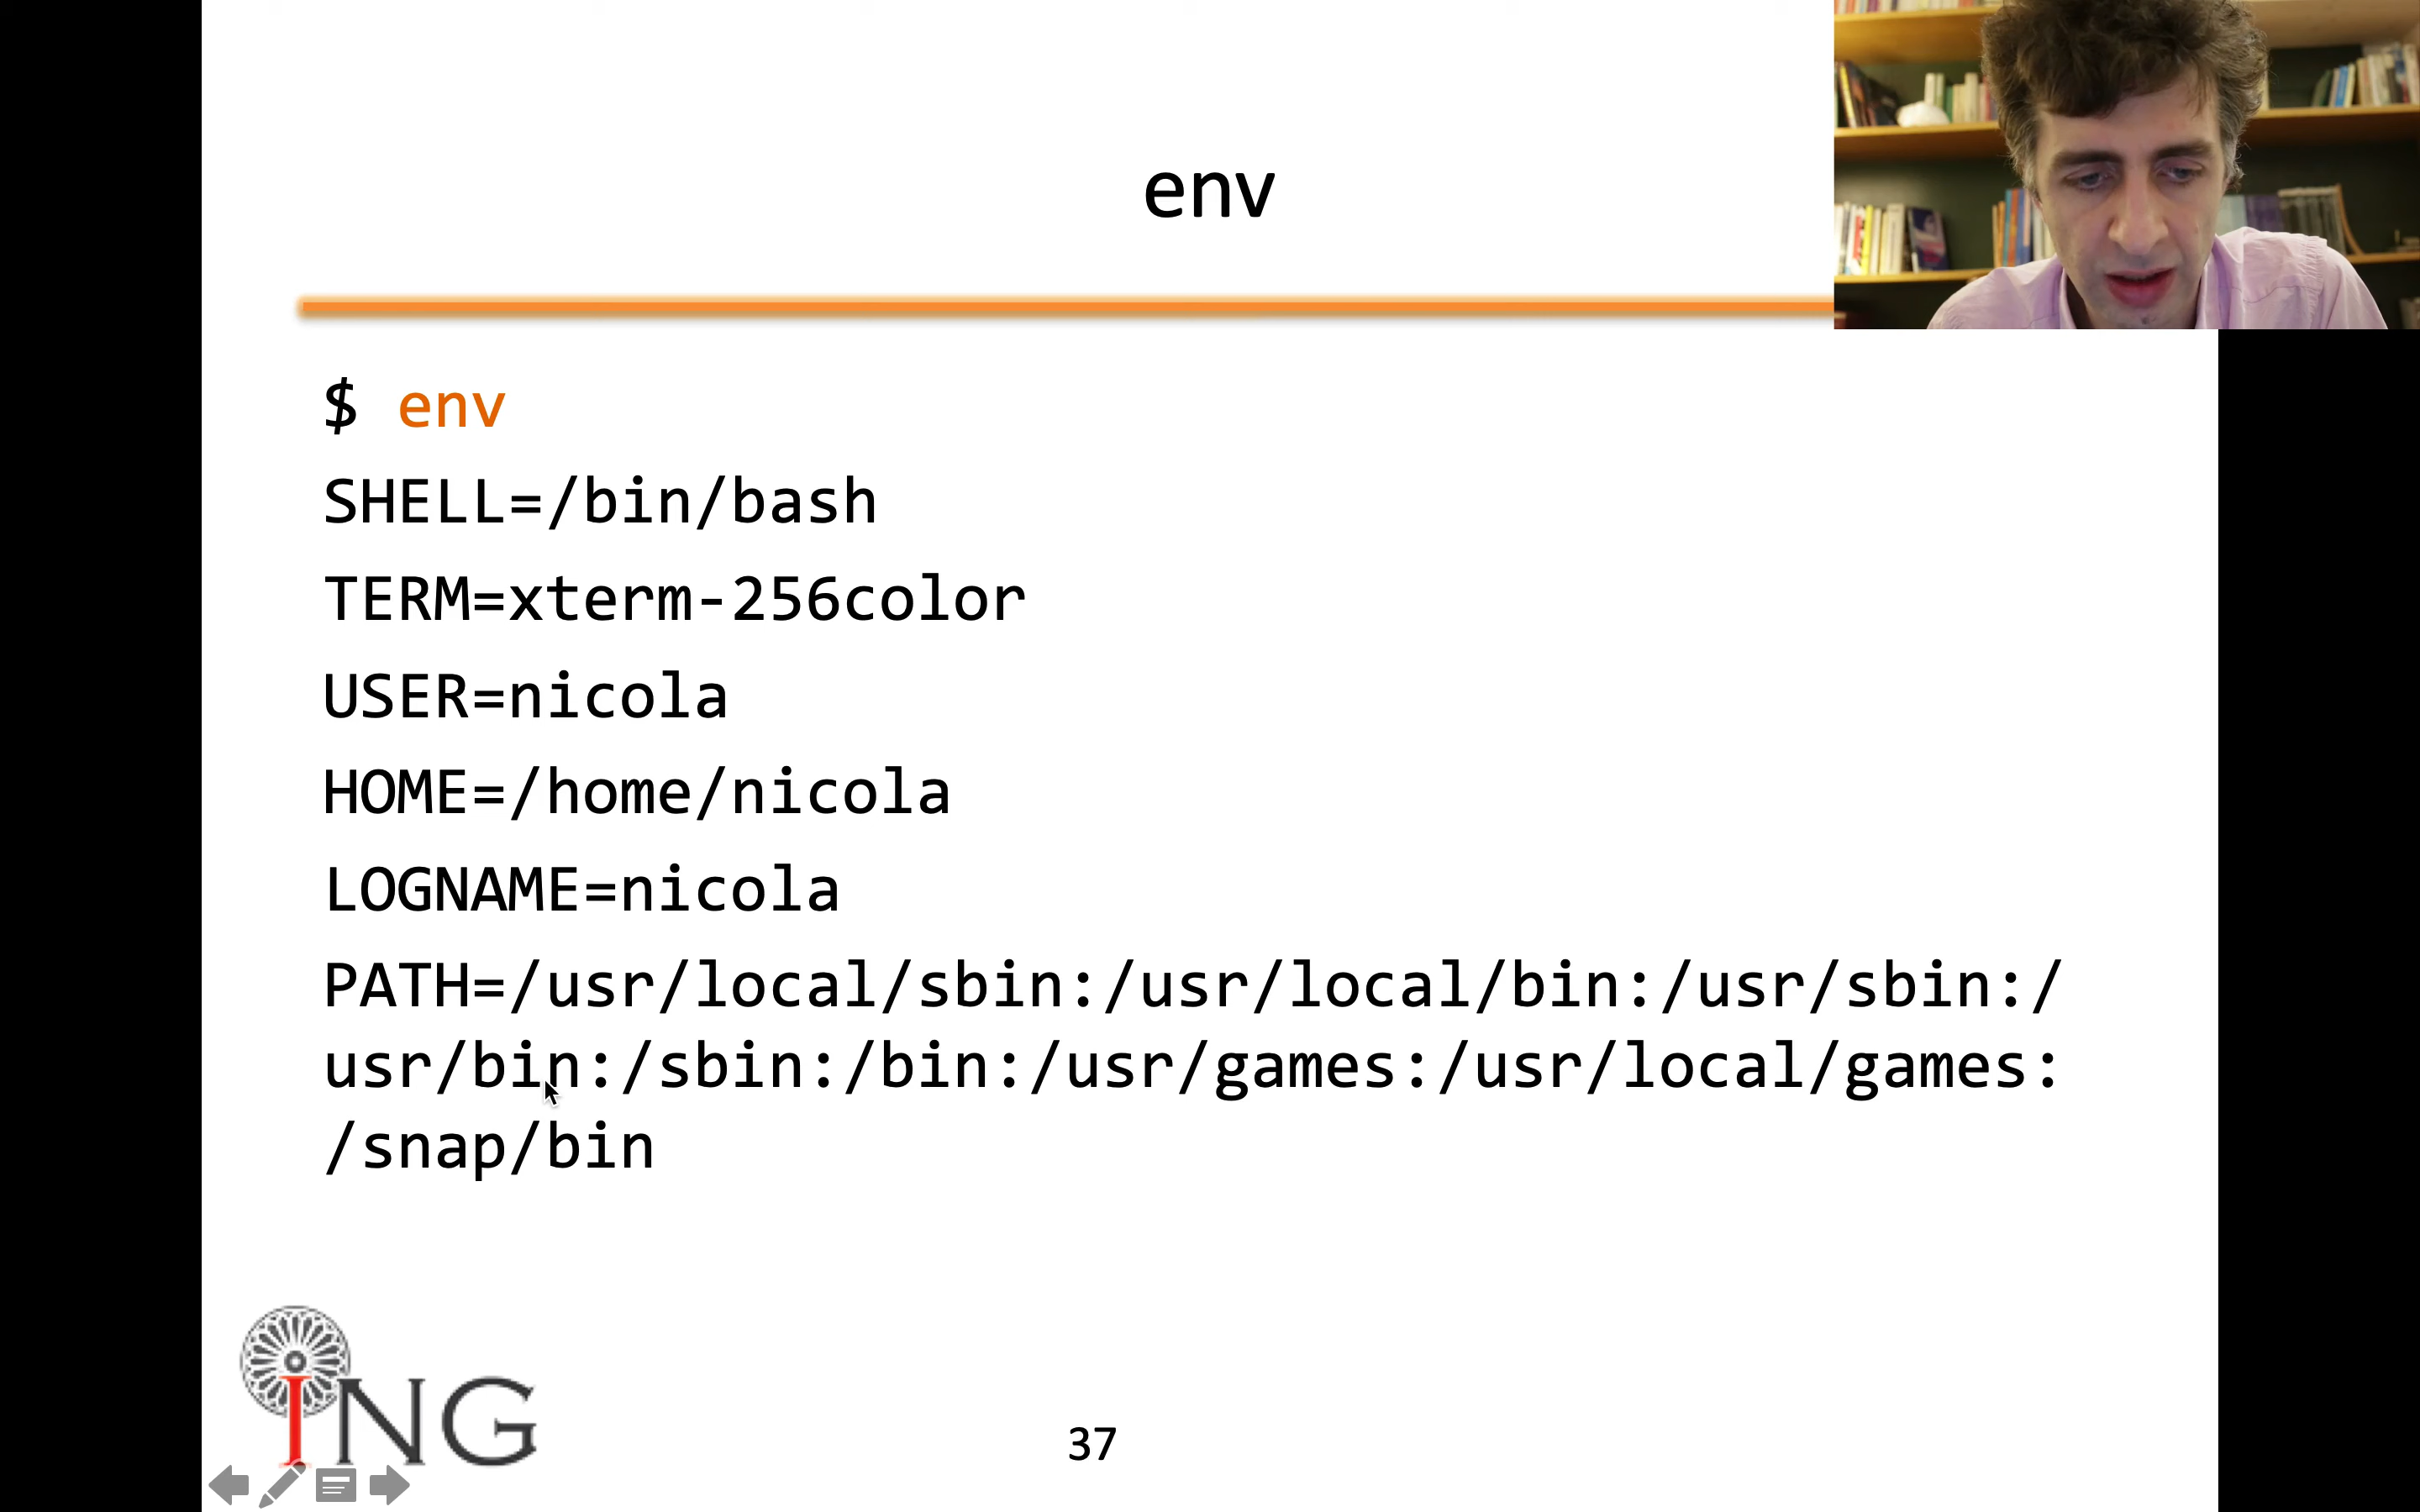 env
$ env
SHELL=/bin/bash
TERM=xterm-256color
USER=nicola
HOME=/home/nicola
LOGNAME=nicola
PATH=/usr/local/sbin:/usr/local/bin:/usr/sbin:/
usr/bin:/sbin:/bin:/usr/games:/usr/local/games:
/snap/bin
ING
37